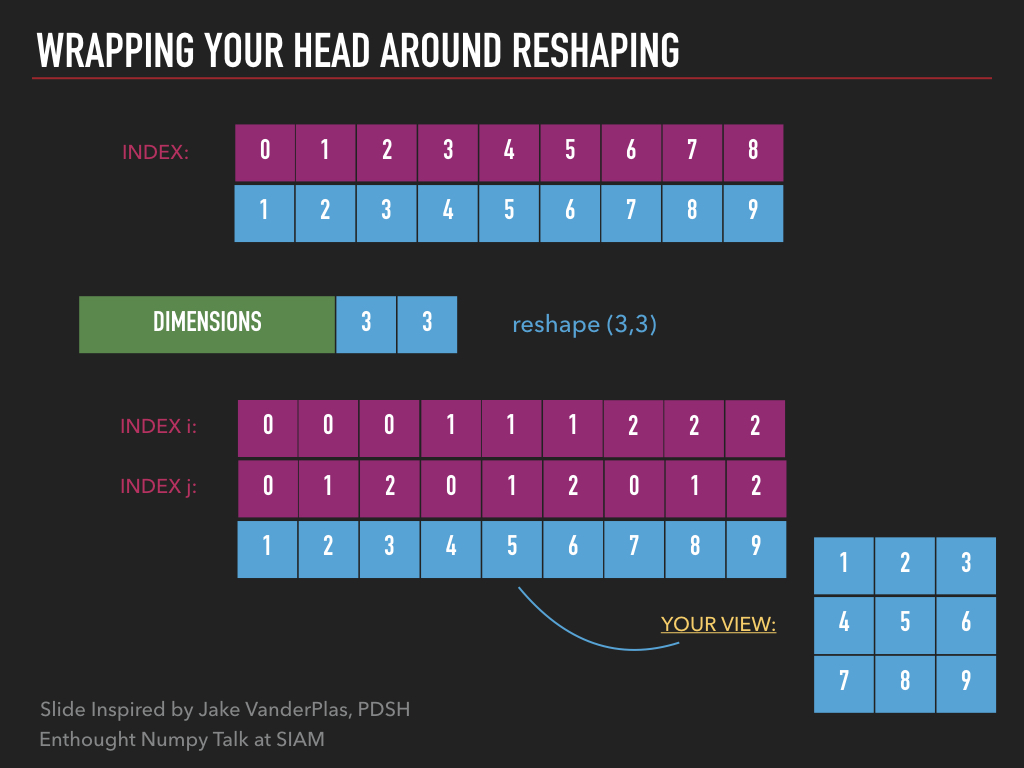 WRAPPING YOUR HEAD AROUND RESHAPING
INDEX: 0 1 2 3 4 5 6 7 8
1 2 3 4 5 6 7 8 9
DIMENSIONS 3 3 reshape (3,3)
INDEX i: 0 0 0 1 1 1 2 2 2
INDEX j: 0 1 2 0 1 2 0 1 2
1 2 3 4 5 6 7 8 9
YOUR VIEW:
1 2 3
4 5 6
7 8 9
Slide Inspired by Jake VanderPlas, PDSH
Enthought Numpy Talk at SIAM